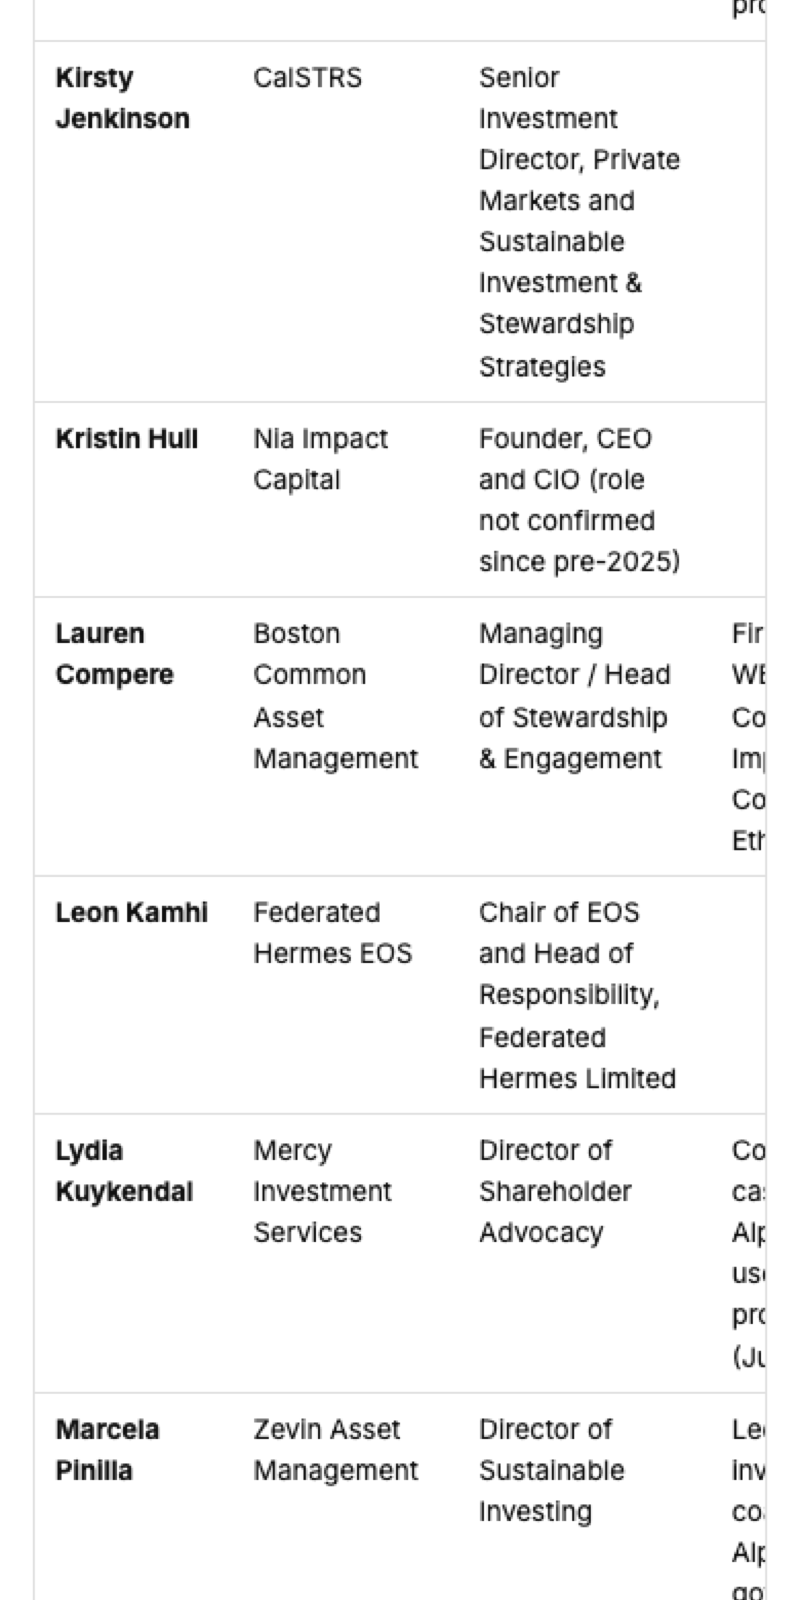 Kirsty
Jenkinson
CalSTRS
Senior
Investment
Director, Private
Markets and
Sustainable
Investment &
Stewardship
Strategies
Kristin Hull
Nia Impact
Capital
Founder, CEO
and CIO (role
not confirmed
since pre-2025)
Lauren
Compere
Boston
Common
Asset
Management
Managing
Director / Head
of Stewardship
& Engagement
Leon Kamhi
Federated
Hermes EOS
Chair of EOS
and Head of
Responsibility,
Federated
Hermes Limited
Lydia
Kuykendal
Mercy
Investment
Services
Director of
Shareholder
Advocacy
Marcela
Pinilla
Zevin Asset
Management
Director of
Sustainable
Investing